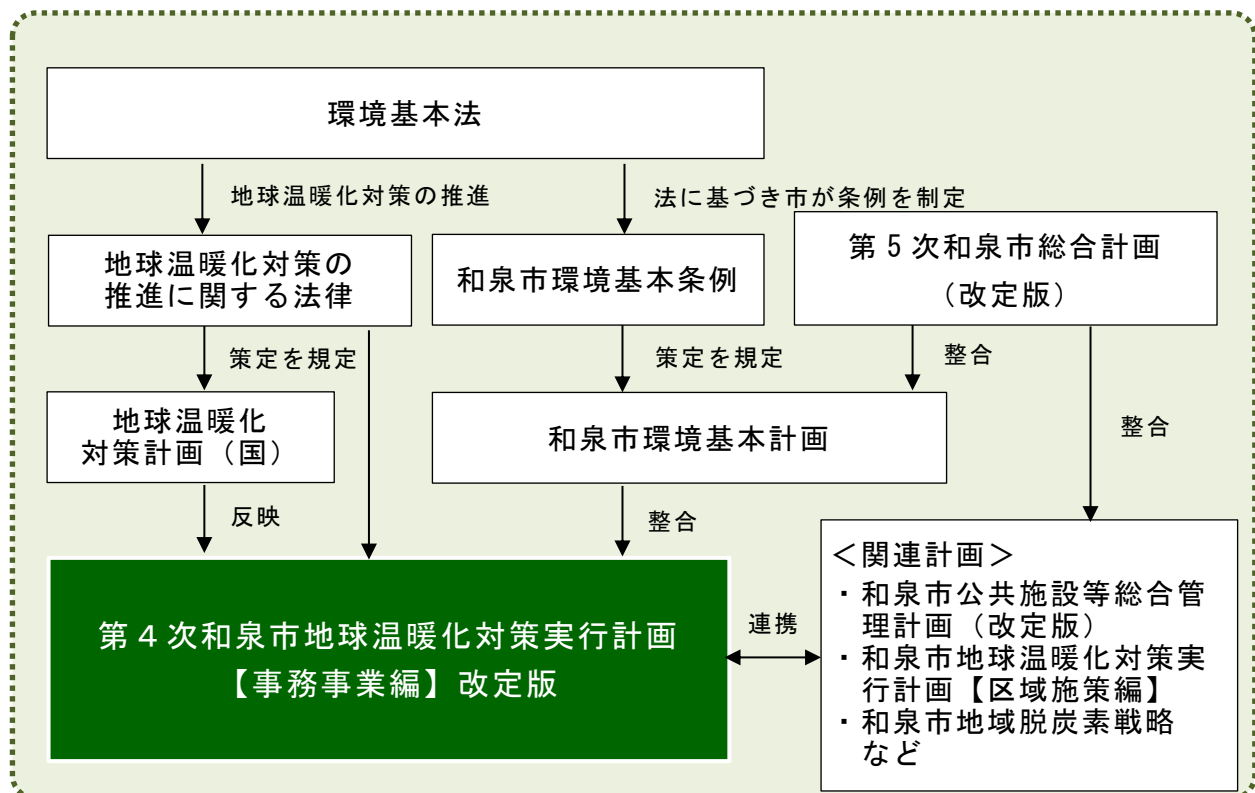 環境基本法
地球温暖化対策の推進
法に基づき市が条例を制定
地球温暖化対策の
推進に関する法律
和泉市環境基本条例
第5次和泉市総合計画
（改定版）
策定を規定
策定を規定
整合
地球温暖化
対策計画（国）
和泉市環境基本計画
整合
反映
整合
第4次和泉市地球温暖化対策実行計画
【事務事業編】改定版
連携
＜関連計画＞
・和泉市公共施設等総合管
理計画（改定版）
・和泉市地球温暖化対策実
行計画【区域施策編】
・和泉市地域脱炭素戦略
など